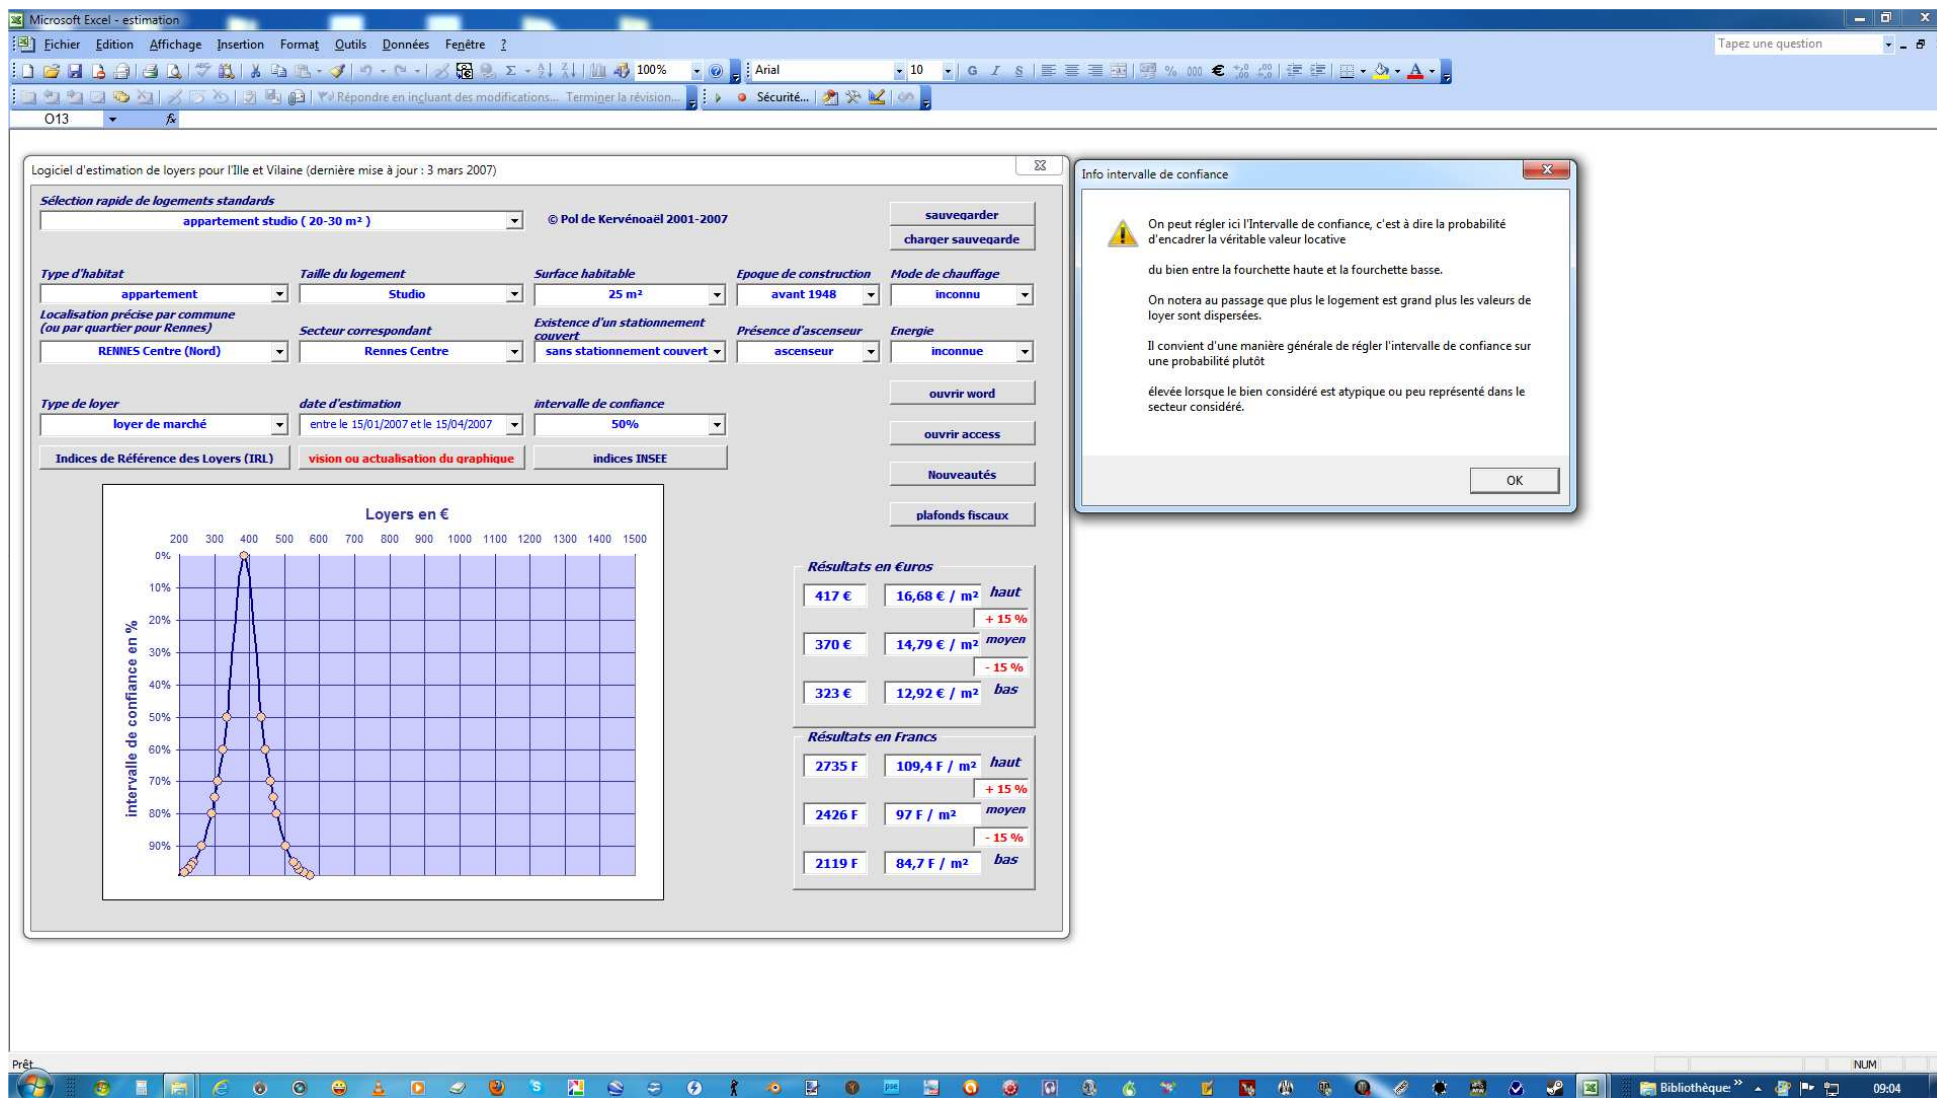 Microsoft Excel - estimation
Fichier Edition Affichage Insertion Format Outils Données Fenêtre ?
Tapez une question
100%
Arial
10
G I S
% 000 €
Répondre en incluant des modifications... Terminer la révision...
Sécurité...
O13
fx
Logiciel d'estimation de loyers pour l'Ille et Vilaine (dernière mise à jour : 3 mars 2007)
Sélection rapide de logements standards
appartement studio ( 20-30 m² )
© Pol de Kervénoaël 2001-2007
sauvegarder
charger sauvegarde
Type d'habitat
Taille du logement
Surface habitable
Epoque de construction
Mode de chauffage
appartement
Studio
25 m²
avant 1948
inconnu
Localisation précise par commune
(ou par quartier pour Rennes)
Secteur correspondant
Existence d'un stationnement
couvert
Présence d'ascenseur
Energie
RENNES Centre (Nord)
Rennes Centre
sans stationnement couvert
ascenseur
inconnue
ouvrir word
Type de loyer
date d'estimation
intervalle de confiance
loyer de marché
entre le 15/01/2007 et le 15/04/2007
50%
ouvrir access
Indices de Référence des Loyers (IRL)
vision ou actualisation du graphique
indices INSEE
Nouveautés
plafonds fiscaux
Loyers en €
200 300 400 500 600 700 800 900 1000 1100 1200 1300 1400 1500
intervalle de confiance en %
0%
10%
20%
30%
40%
50%
60%
70%
80%
90%
Résultats en €uros
417 € 16,68 € / m² haut
+ 15 %
370 € 14,79 € / m² moyen
- 15 %
323 € 12,92 € / m² bas
Résultats en Francs
2735 F 109,4 F / m² haut
+ 15 %
2426 F 97 F / m² moyen
- 15 %
2119 F 84,7 F / m² bas
Info intervalle de confiance
On peut régler ici l'Intervalle de confiance, c'est à dire la probabilité
d'encadrer la véritable valeur locative
du bien entre la fourchette haute et la fourchette basse.
On notera au passage que plus le logement est grand plus les valeurs de
loyer sont dispersées.
Il convient d'une manière générale de régler l'intervalle de confiance sur
une probabilité plutôt
élevée lorsque le bien considéré est atypique ou peu représenté dans le
secteur considéré.
OK
Prêt
NUM
Bibliothèque
09:04